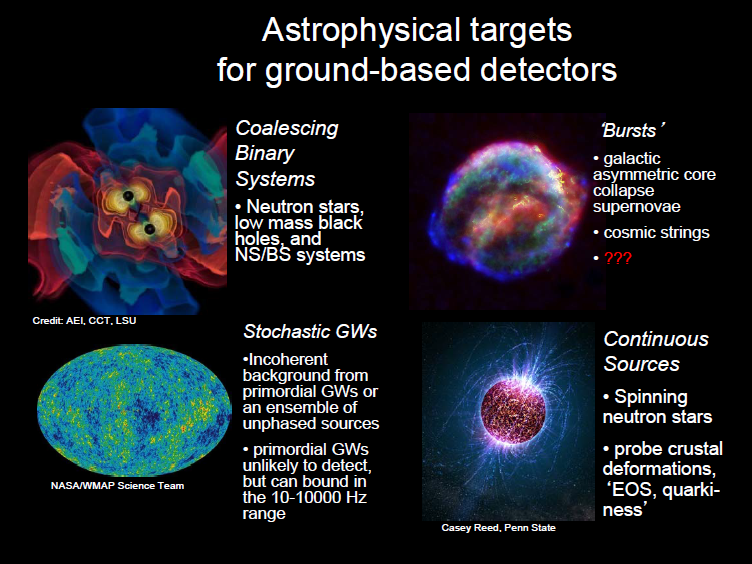 Astrophysical targets
for ground-based detectors
Coalescing
Binary
Systems
• Neutron stars,
low mass black
holes, and
NS/BS systems
Credit: AEI, CCT, LSU
‘Bursts’
• galactic
asymmetric core
collapse
supernovae
• cosmic strings
• ???
Stochastic GWs
•Incoherent
background from
primordial GWs or
an ensemble of
unphased sources
• primordial GWs
unlikely to detect,
but can bound in
the 10-10000 Hz
range
NASA/WMAP Science Team
Continuous
Sources
• Spinning
neutron stars
• probe crustal
deformations,
‘EOS, quarki-
ness’
Casey Reed, Penn State